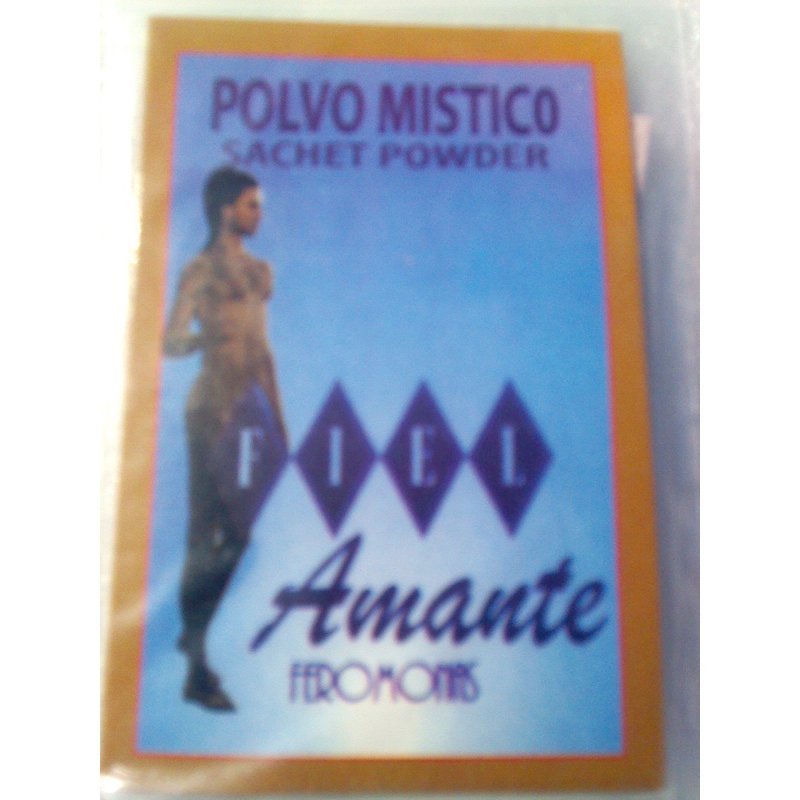 POLVO MISTICO
SACHET POWDER
FIEL
Amante
FEROMONAS